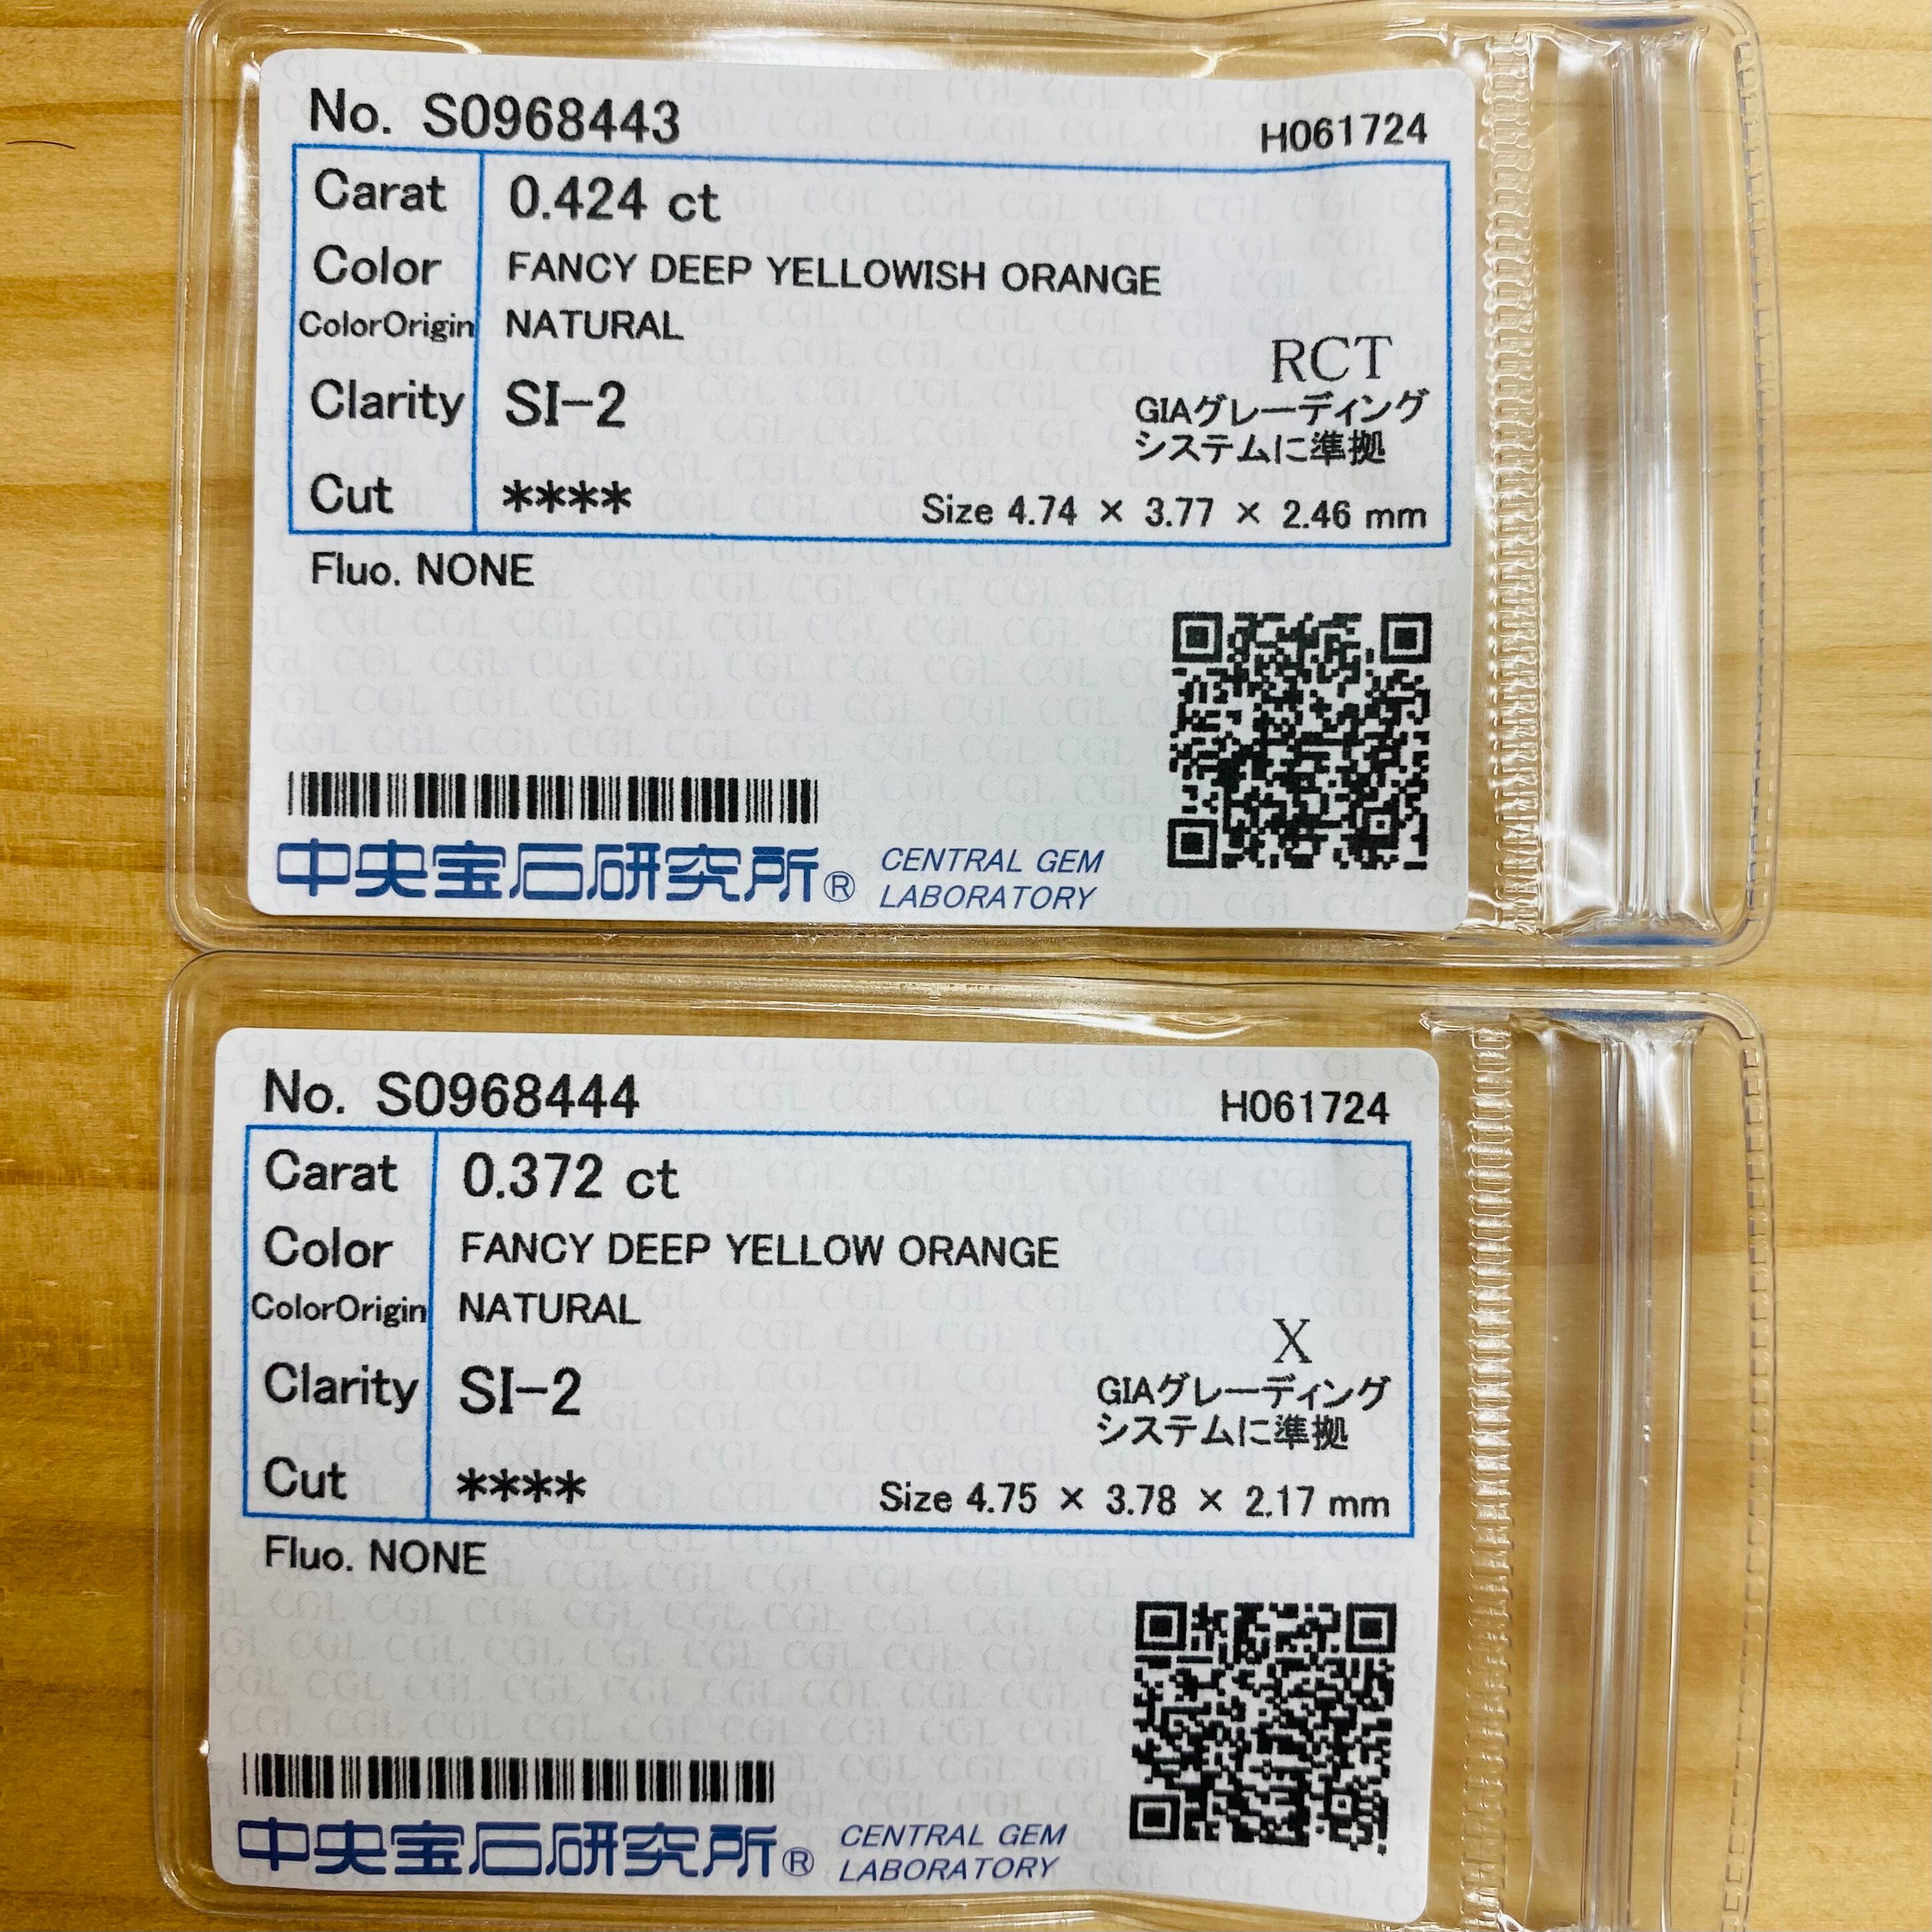 No. S0968443
H061724
Carat 0.424 ct
Color FANCY DEEP YELLOWISH ORANGE
ColorOrigin NATURAL
RCT
Clarity SI-2
GIAグレーディング
システムに準拠
Cut ****
Size 4.74 × 3.77 × 2.46 mm
Fluo. NONE
中央宝石研究所® CENTRAL GEM
LABORATORY
No. S0968444
H061724
Carat 0.372 ct
Color FANCY DEEP YELLOW ORANGE
ColorOrigin NATURAL
X
Clarity SI-2
GIAグレーディング
システムに準拠
Cut ****
Size 4.75 × 3.78 × 2.17 mm
Fluo. NONE
中央宝石研究所® CENTRAL GEM
LABORATORY